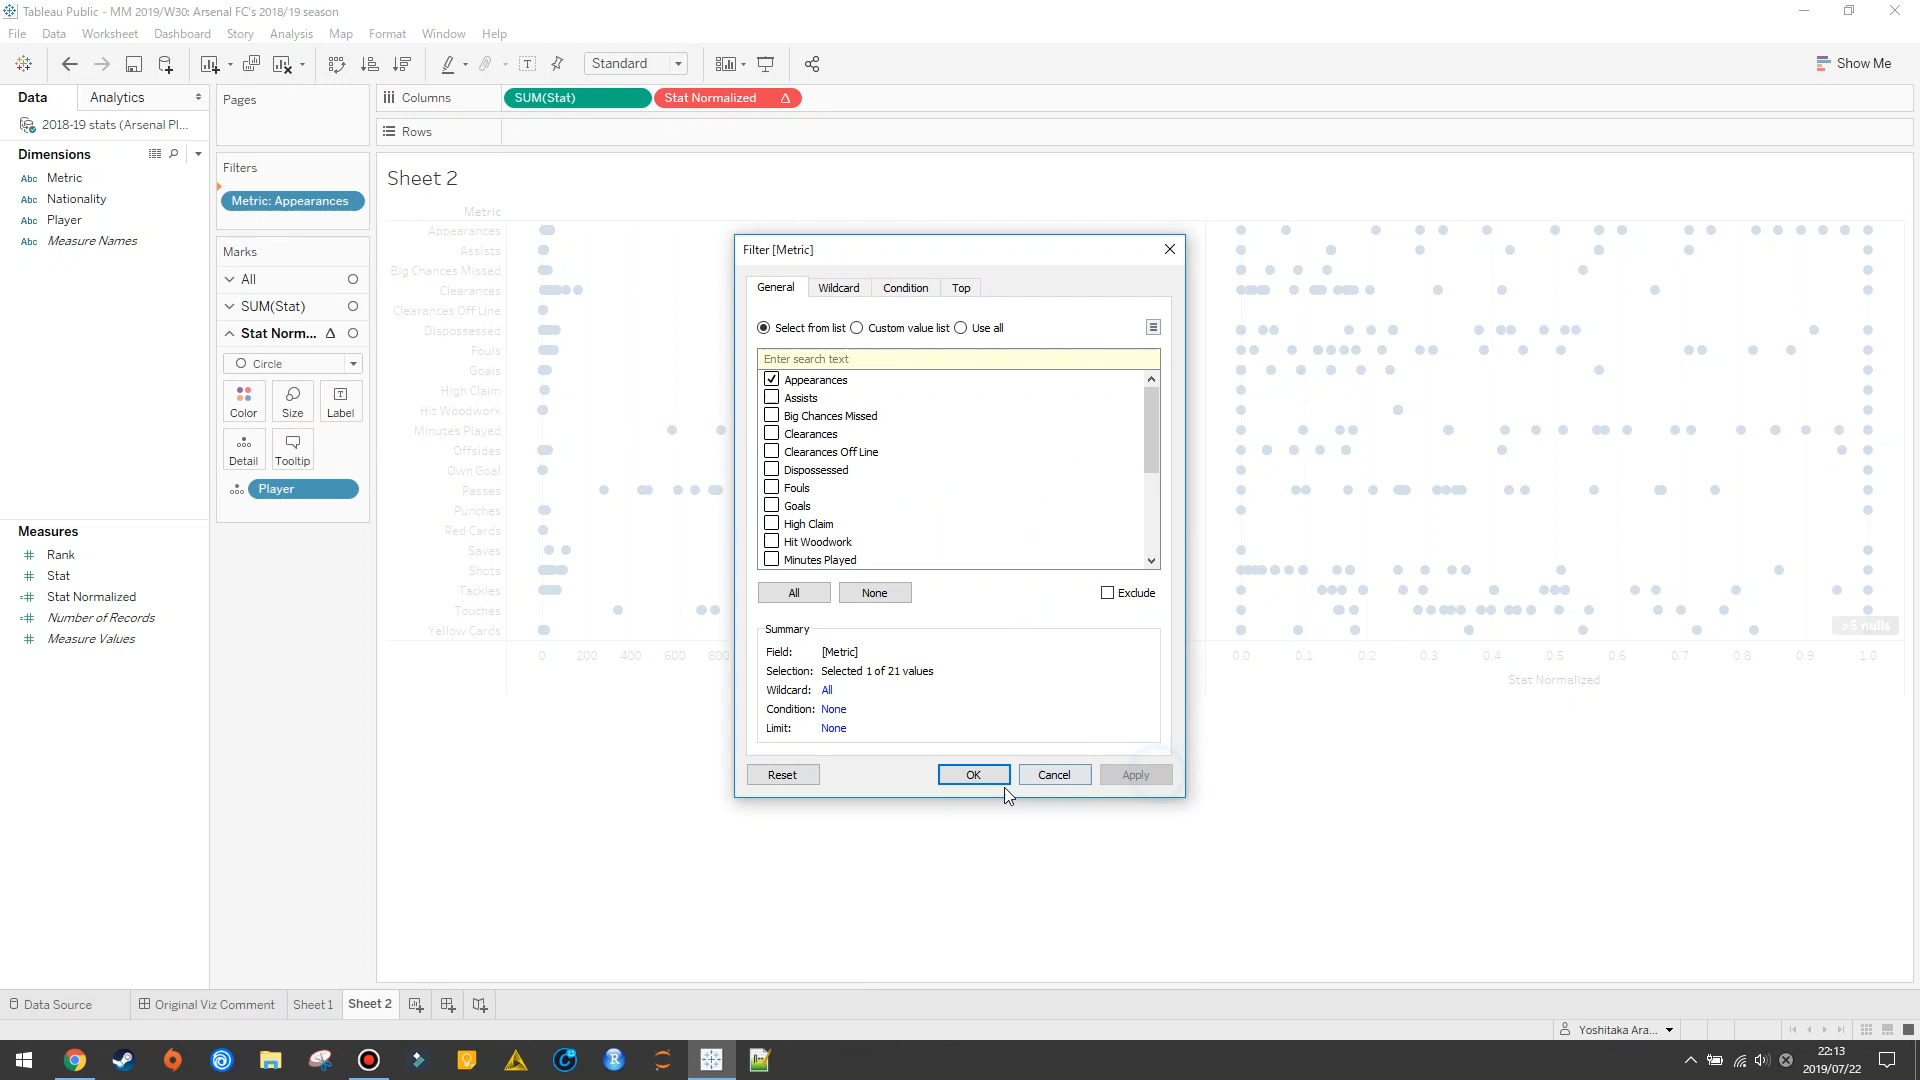 Tableau Public - MM 2019/W30: Arsenal FC's 2018/19 season
File Data Worksheet Dashboard Story Analysis Map Format Window Help
Standard
Show Me
Data Analytics
Pages
Columns SUM(Stat) Stat Normalized
2018-19 stats (Arsenal Pl...
Rows
Dimensions
Abc Metric
Abc Nationality
Abc Player
Abc Measure Names
Filters
Metric: Appearances
Marks
All
SUM(Stat)
Stat Norm...
Circle
Color Size Label
Detail Tooltip
Player
Measures
Rank
Stat
Stat Normalized
Number of Records
Measure Values
Sheet 2
Metric
Appearances
Assists
Big Chances Missed
Clearances
Clearances Off Line
Dispossessed
Fouls
Goals
High Claim
Hit Woodwork
Minutes Played
Offsides
Own Goal
Passes
Punches
Red Cards
Saves
Shots
Tackles
Touches
Yellow Cards
0 200 400 600 800
>5 nulls
0.0 0.1 0.2 0.3 0.4 0.5 0.6 0.7 0.8 0.9 1.0
Stat Normalized
Filter [Metric]
General Wildcard Condition Top
Select from list Custom value list Use all
Enter search text
Appearances
Assists
Big Chances Missed
Clearances
Clearances Off Line
Dispossessed
Fouls
Goals
High Claim
Hit Woodwork
Minutes Played
All None Exclude
Summary
Field: [Metric]
Selection: Selected 1 of 21 values
Wildcard: All
Condition: None
Limit: None
Reset OK Cancel Apply
Data Source Original Viz Comment Sheet 1 Sheet 2
Yoshitaka Ara...
22:13
2019/07/22